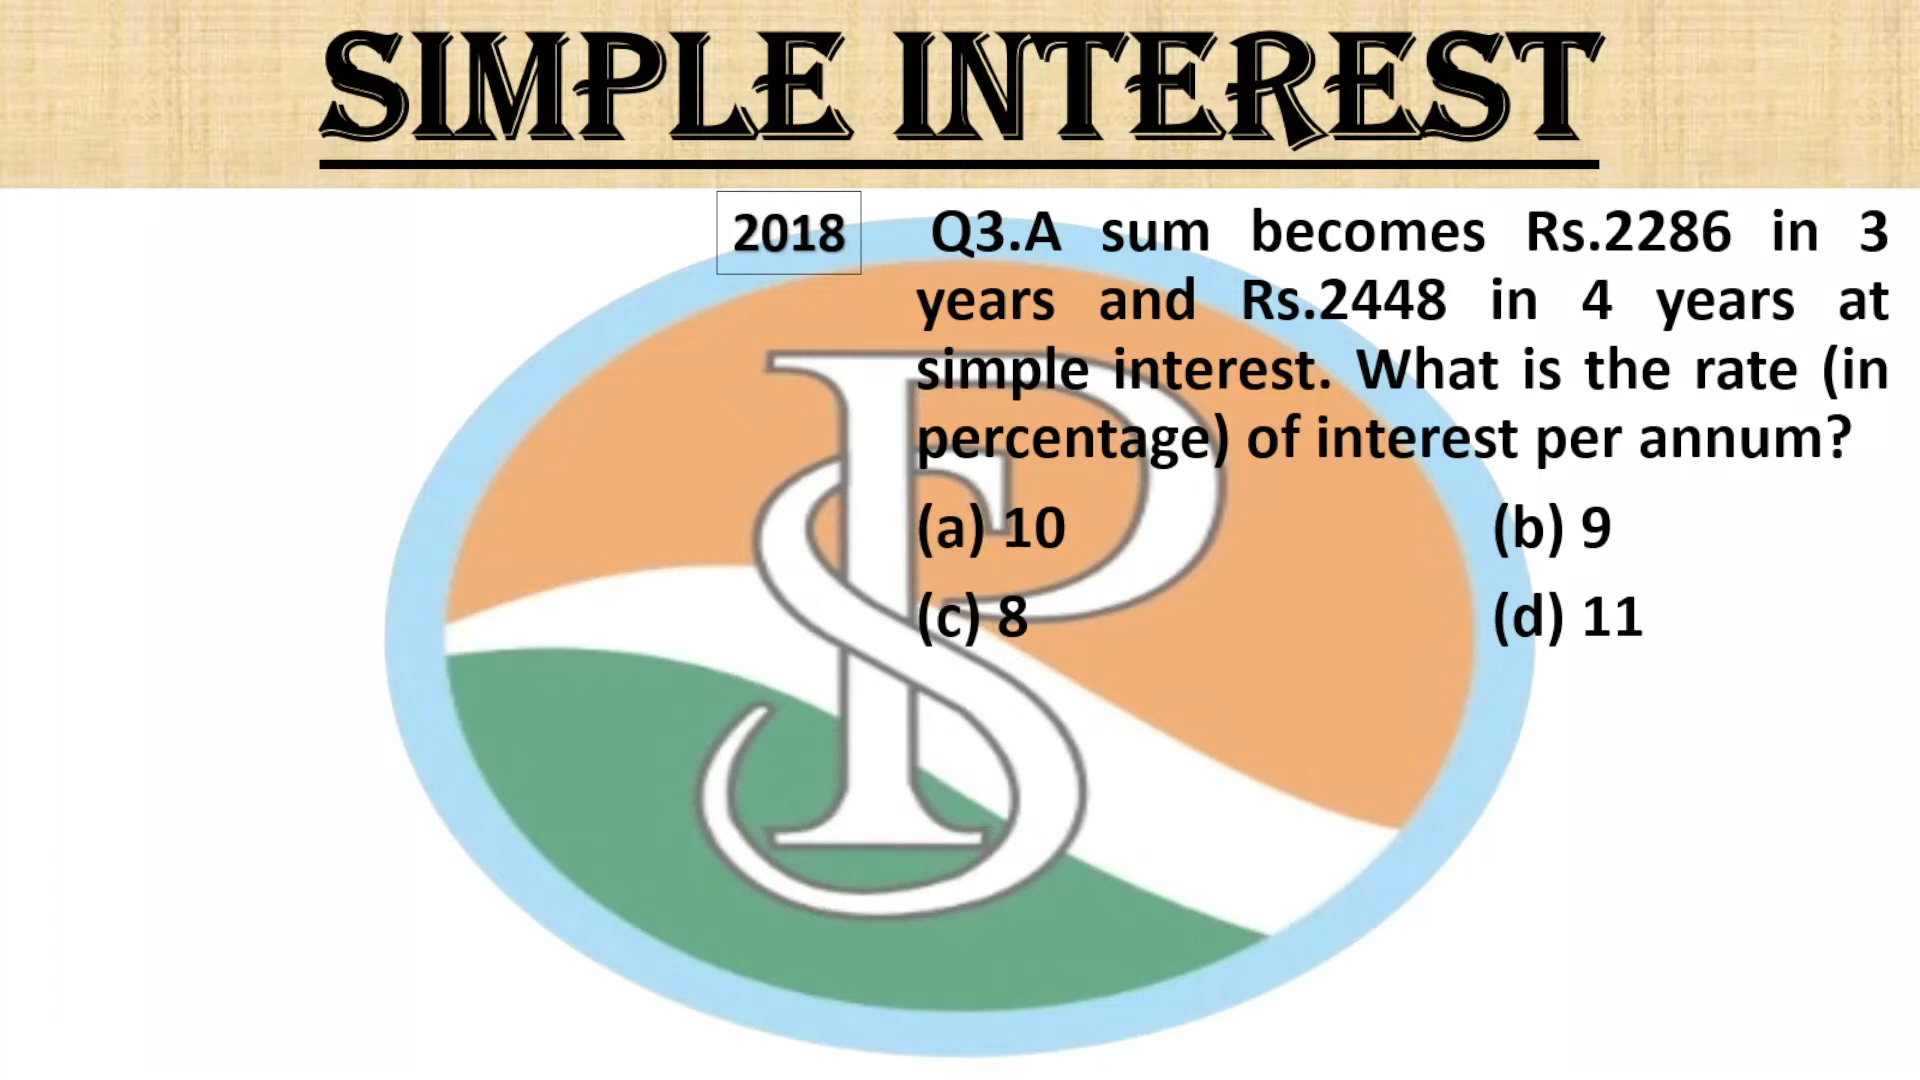 SIMPLE INTEREST
2018
Q3.A sum becomes Rs.2286 in 3
years and Rs.2448 in 4 years at
simple interest. What is the rate (in
percentage) of interest per annum?
(a) 10 (b) 9
(c) 8 (d) 11